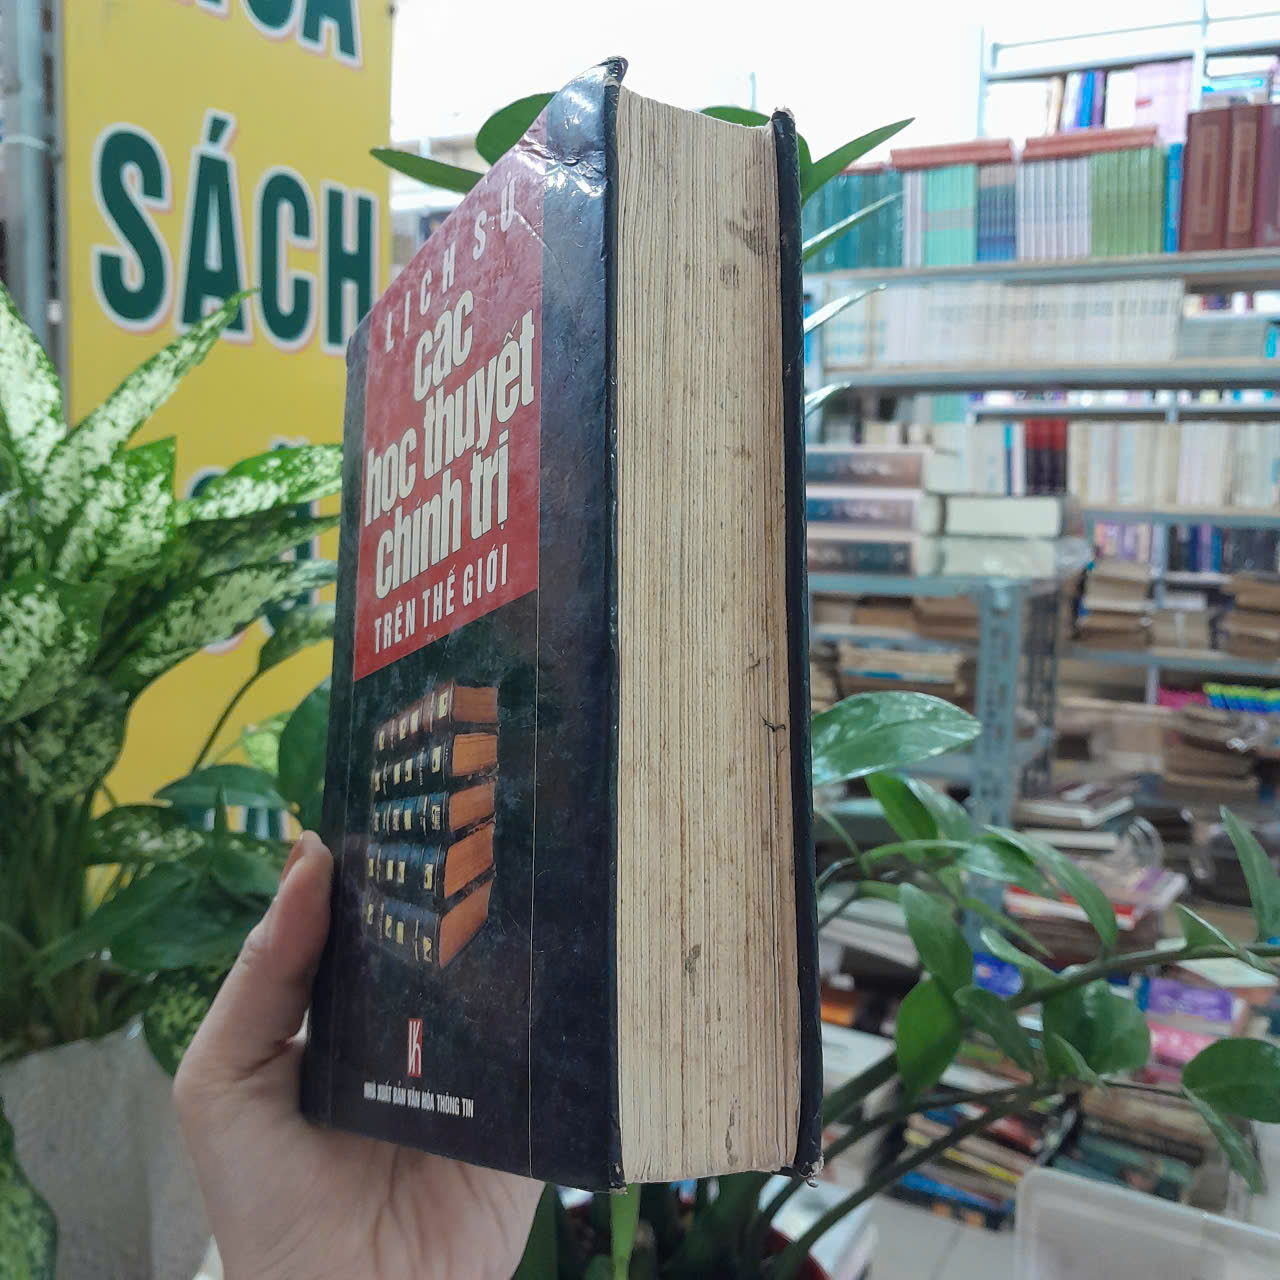 SÁCH
LỊCH SỬ
các
học thuyết
chính trị
TRÊN THẾ GIỚI
NHÀ XUẤT BẢN VĂN HÓA THÔNG TIN